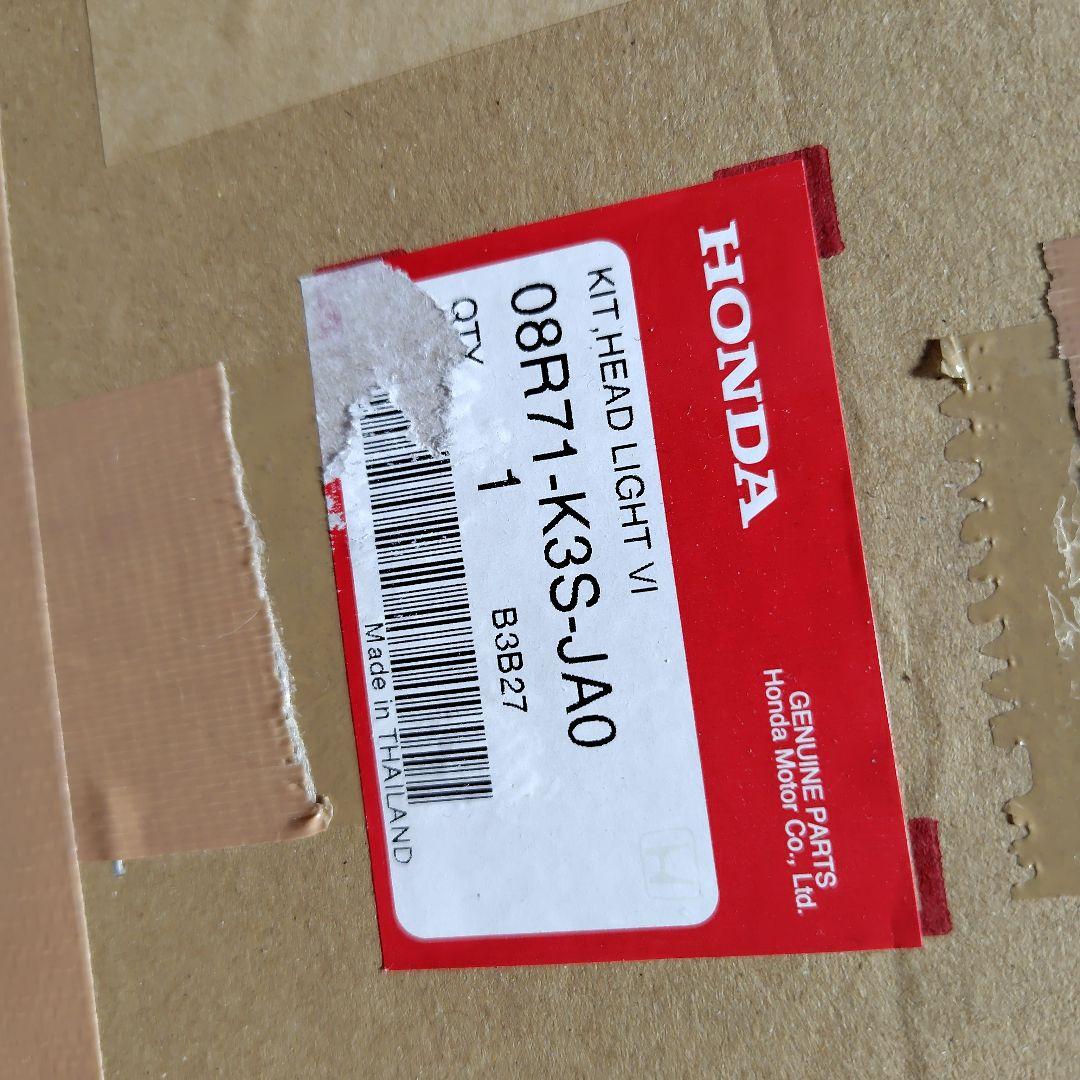 HONDA
GENUINE PARTS
Honda Motor Co., Ltd.
KIT,HEAD LIGHT VI
08R71-K3S-JA0
QTY 1 B3B27
Made in THAILAND